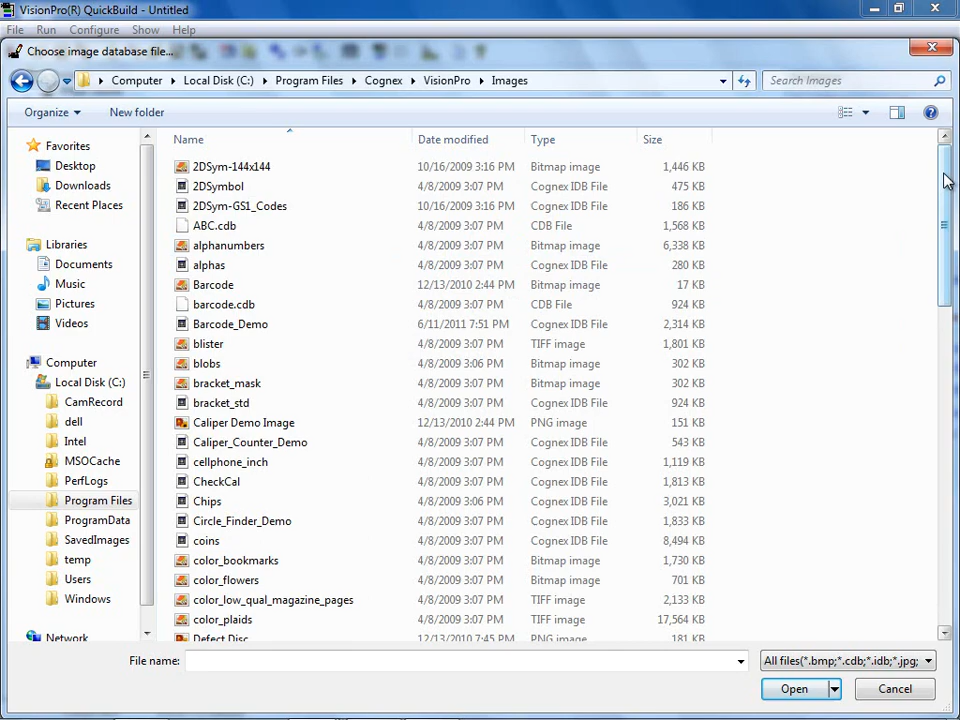 VisionPro(R) QuickBuild - Untitled
File Run Configure Show Help
Choose image database file...
Computer Local Disk (C:) Program Files Cognex VisionPro Images
Search Images
Organize New folder
Name Date modified Type Size
Favorites
Desktop
Downloads
Recent Places
Libraries
Documents
Music
Pictures
Videos
Computer
Local Disk (C:)
CamRecord
dell
Intel
MSOCache
PerfLogs
Program Files
ProgramData
SavedImages
temp
Users
Windows
Network
2DSym-144x144 10/16/2009 3:16 PM Bitmap image 1,446 KB
2DSymbol 4/8/2009 3:07 PM Cognex IDB File 475 KB
2DSym-GS1_Codes 10/16/2009 3:16 PM Cognex IDB File 186 KB
ABC.cdb 4/8/2009 3:07 PM CDB File 1,568 KB
alphanumbers 4/8/2009 3:07 PM Bitmap image 6,338 KB
alphas 4/8/2009 3:07 PM Cognex IDB File 280 KB
Barcode 12/13/2010 2:44 PM Bitmap image 17 KB
barcode.cdb 4/8/2009 3:07 PM CDB File 924 KB
Barcode_Demo 6/11/2011 7:51 PM Cognex IDB File 2,314 KB
blister 4/8/2009 3:07 PM TIFF image 1,801 KB
blobs 4/8/2009 3:06 PM Bitmap image 302 KB
bracket_mask 4/8/2009 3:07 PM Bitmap image 302 KB
bracket_std 4/8/2009 3:07 PM Cognex IDB File 924 KB
Caliper Demo Image 12/13/2010 2:44 PM PNG image 151 KB
Caliper_Counter_Demo 4/8/2009 3:07 PM Cognex IDB File 543 KB
cellphone_inch 4/8/2009 3:07 PM Cognex IDB File 1,119 KB
CheckCal 4/8/2009 3:07 PM Cognex IDB File 1,813 KB
Chips 4/8/2009 3:06 PM Cognex IDB File 3,021 KB
Circle_Finder_Demo 4/8/2009 3:07 PM Cognex IDB File 1,833 KB
coins 4/8/2009 3:07 PM Cognex IDB File 8,494 KB
color_bookmarks 4/8/2009 3:07 PM Bitmap image 1,730 KB
color_flowers 4/8/2009 3:07 PM Bitmap image 701 KB
color_low_qual_magazine_pages 4/8/2009 3:07 PM TIFF image 2,133 KB
color_plaids 4/8/2009 3:07 PM TIFF image 17,564 KB
Defect Disc 12/13/2010 7:45 PM PNG image 181 KB
File name:
All files(*.bmp;*.cdb;*.idb;*.jpg;
Open Cancel